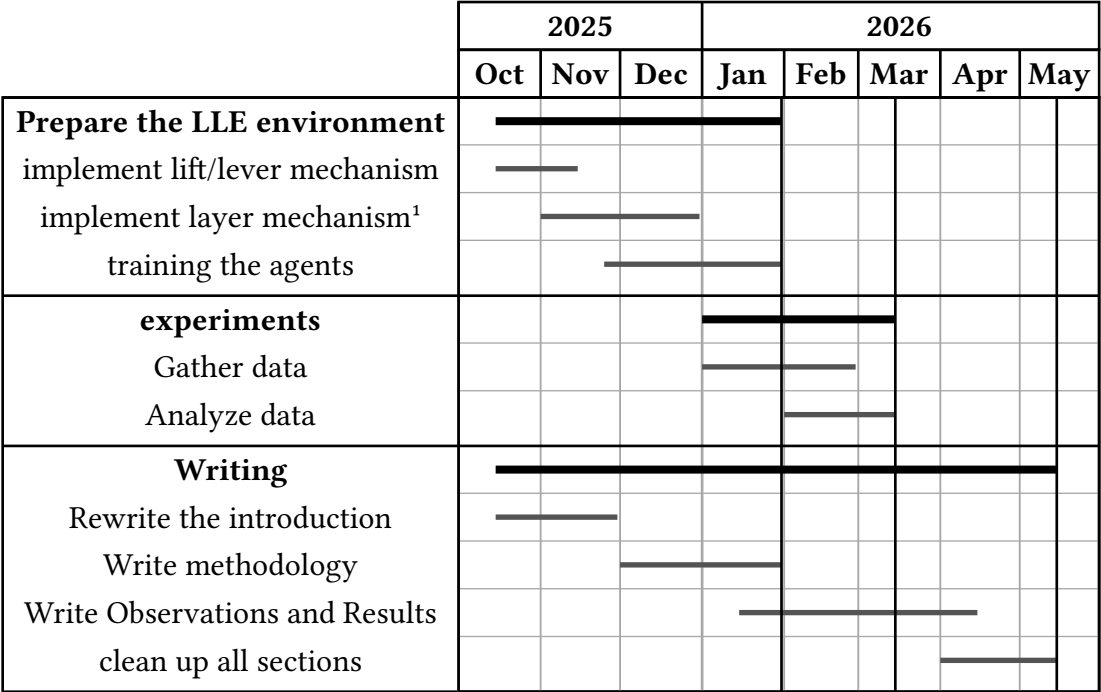 2025 2026
Oct Nov Dec Jan Feb Mar Apr May
Prepare the LLE environment
implement lift/lever mechanism
implement layer mechanism¹
training the agents
experiments
Gather data
Analyze data
Writing
Rewrite the introduction
Write methodology
Write Observations and Results
clean up all sections